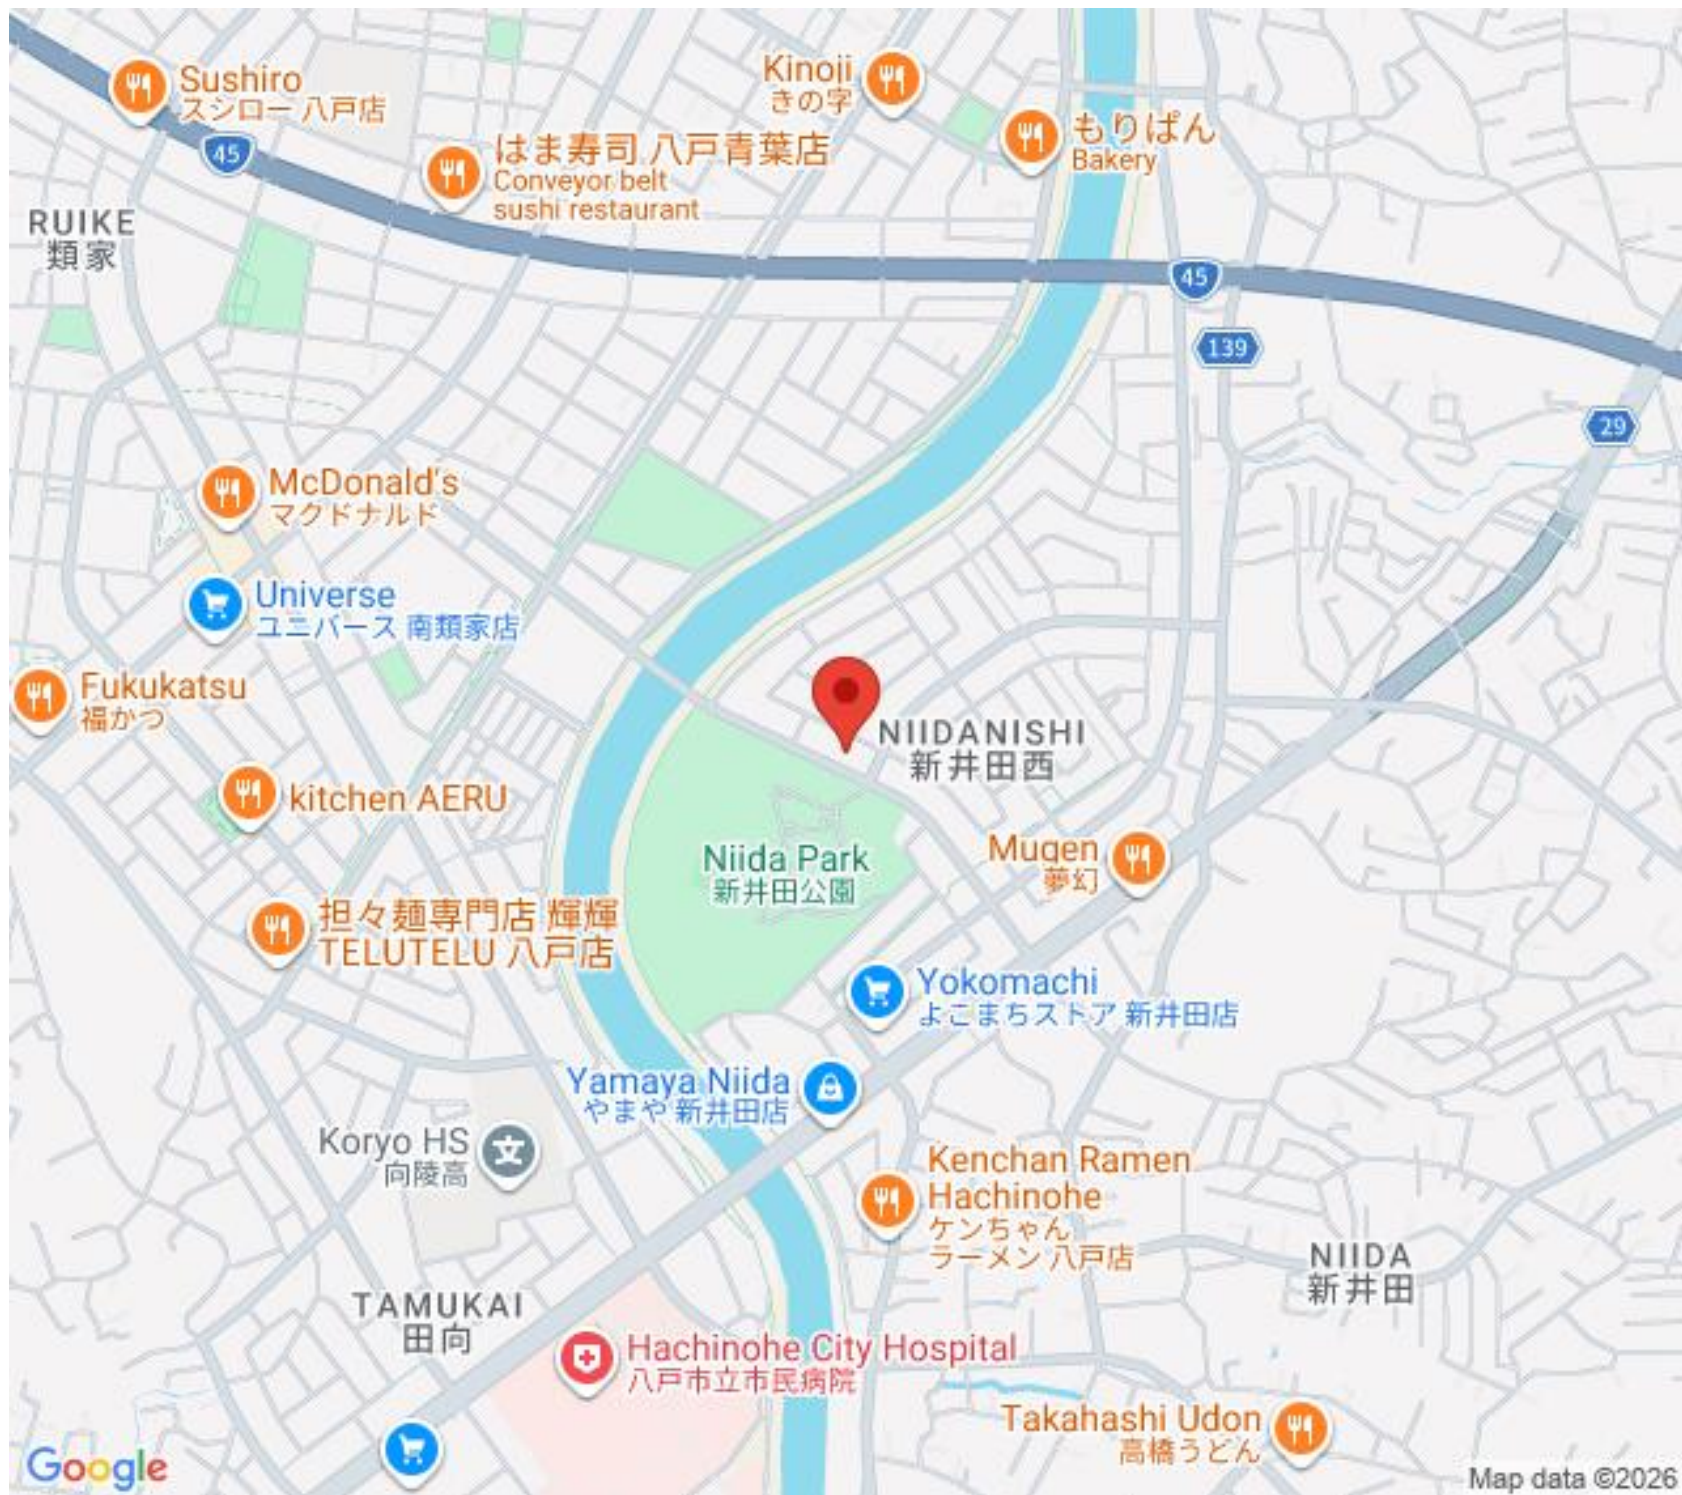 Sushiro
スシロー 八戸店
Kinoji
きの字
もりぱん
Bakery
45
はま寿司 八戸青葉店
Conveyor belt
sushi restaurant
RUIKE
類家
45
139
29
McDonald's
マクドナルド
Universe
ユニバース 南類家店
Fukukatsu
福かつ
NIIDANISHI
新井田西
kitchen AERU
Niida Park
新井田公園
Mugen
夢幻
担々麺専門店 輝輝
TELUTELU 八戸店
Yokomachi
よこまちストア 新井田店
Yamaya Niida
やまや 新井田店
Koryo HS
向陵高
文
Kenchan Ramen
Hachinohe
ケンちゃん
ラーメン 八戸店
NIIDA
新井田
TAMUKAI
田向
Hachinohe City Hospital
八戸市立市民病院
Takahashi Udon
高橋うどん
Google
Map data ©2026